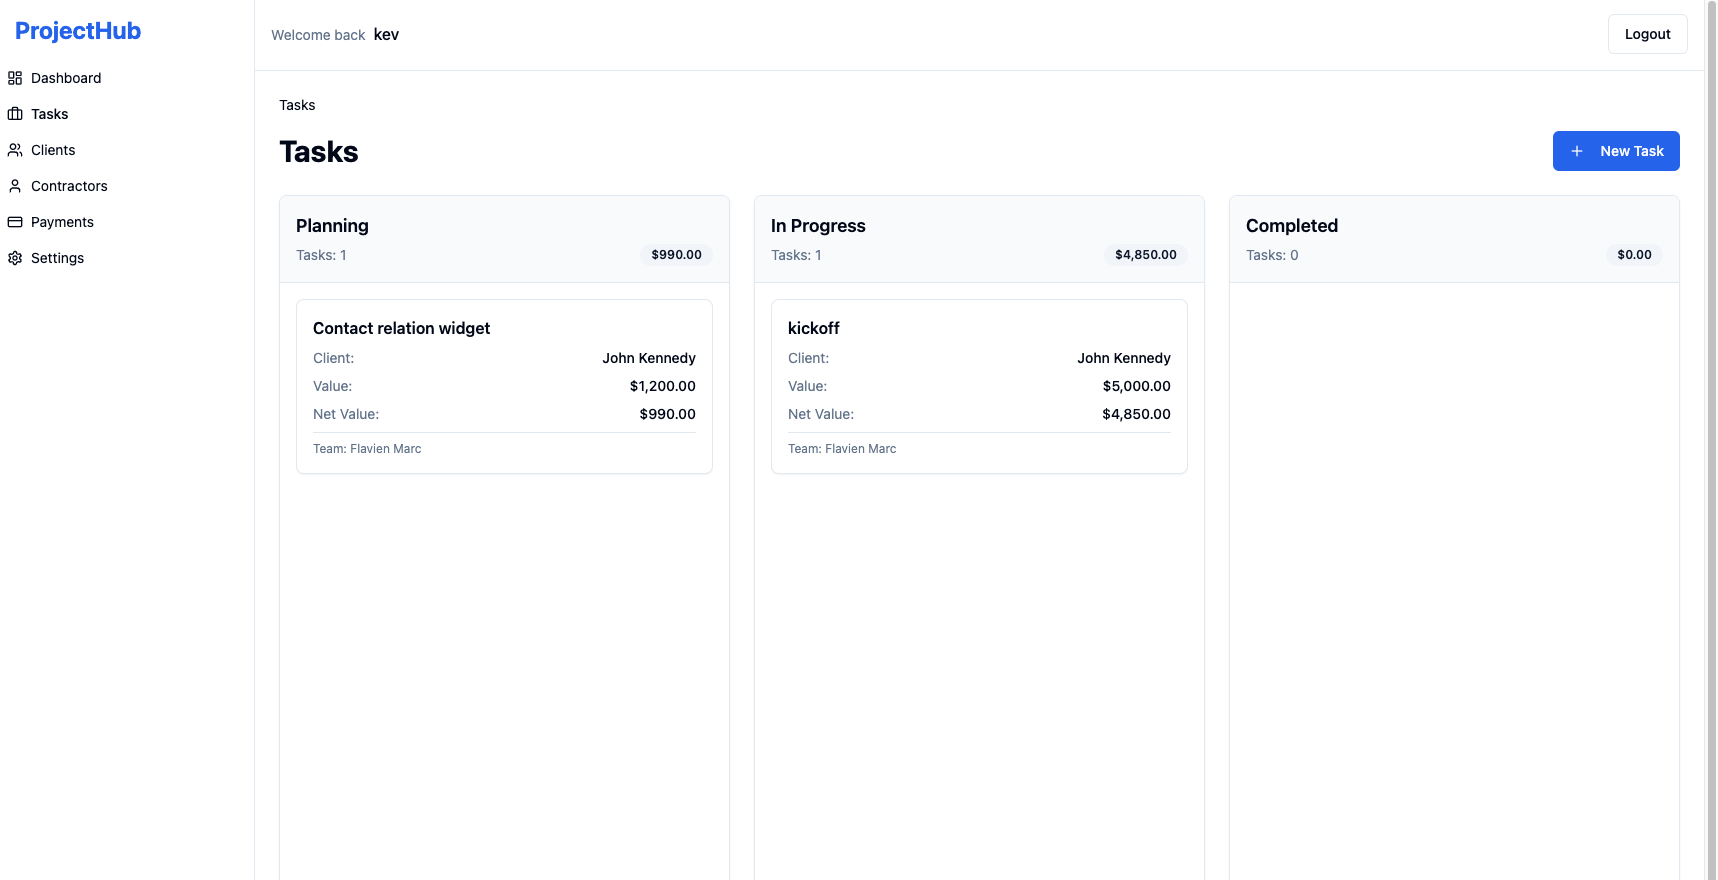 ProjectHub
Dashboard
Tasks
Clients
Contractors
Payments
Settings
Welcome back kev
Logout
Tasks
Tasks
New Task
Planning
Tasks: 1
$990.00
Contact relation widget
Client: John Kennedy
Value: $1,200.00
Net Value: $990.00
Team: Flavien Marc
In Progress
Tasks: 1
$4,850.00
kickoff
Client: John Kennedy
Value: $5,000.00
Net Value: $4,850.00
Team: Flavien Marc
Completed
Tasks: 0
$0.00